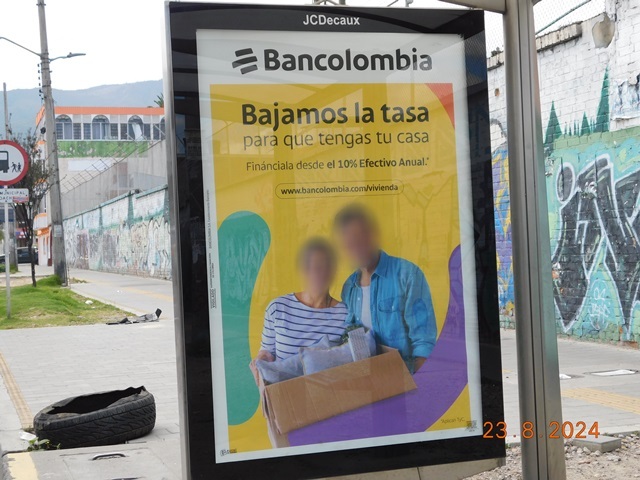 JCDecaux
Bancolombia
Bajamos la tasa
para que tengas tu casa
Fináncíala desde el 10% Efectivo Anual.*
www.bancolombia.com/vivienda
23.8.2024